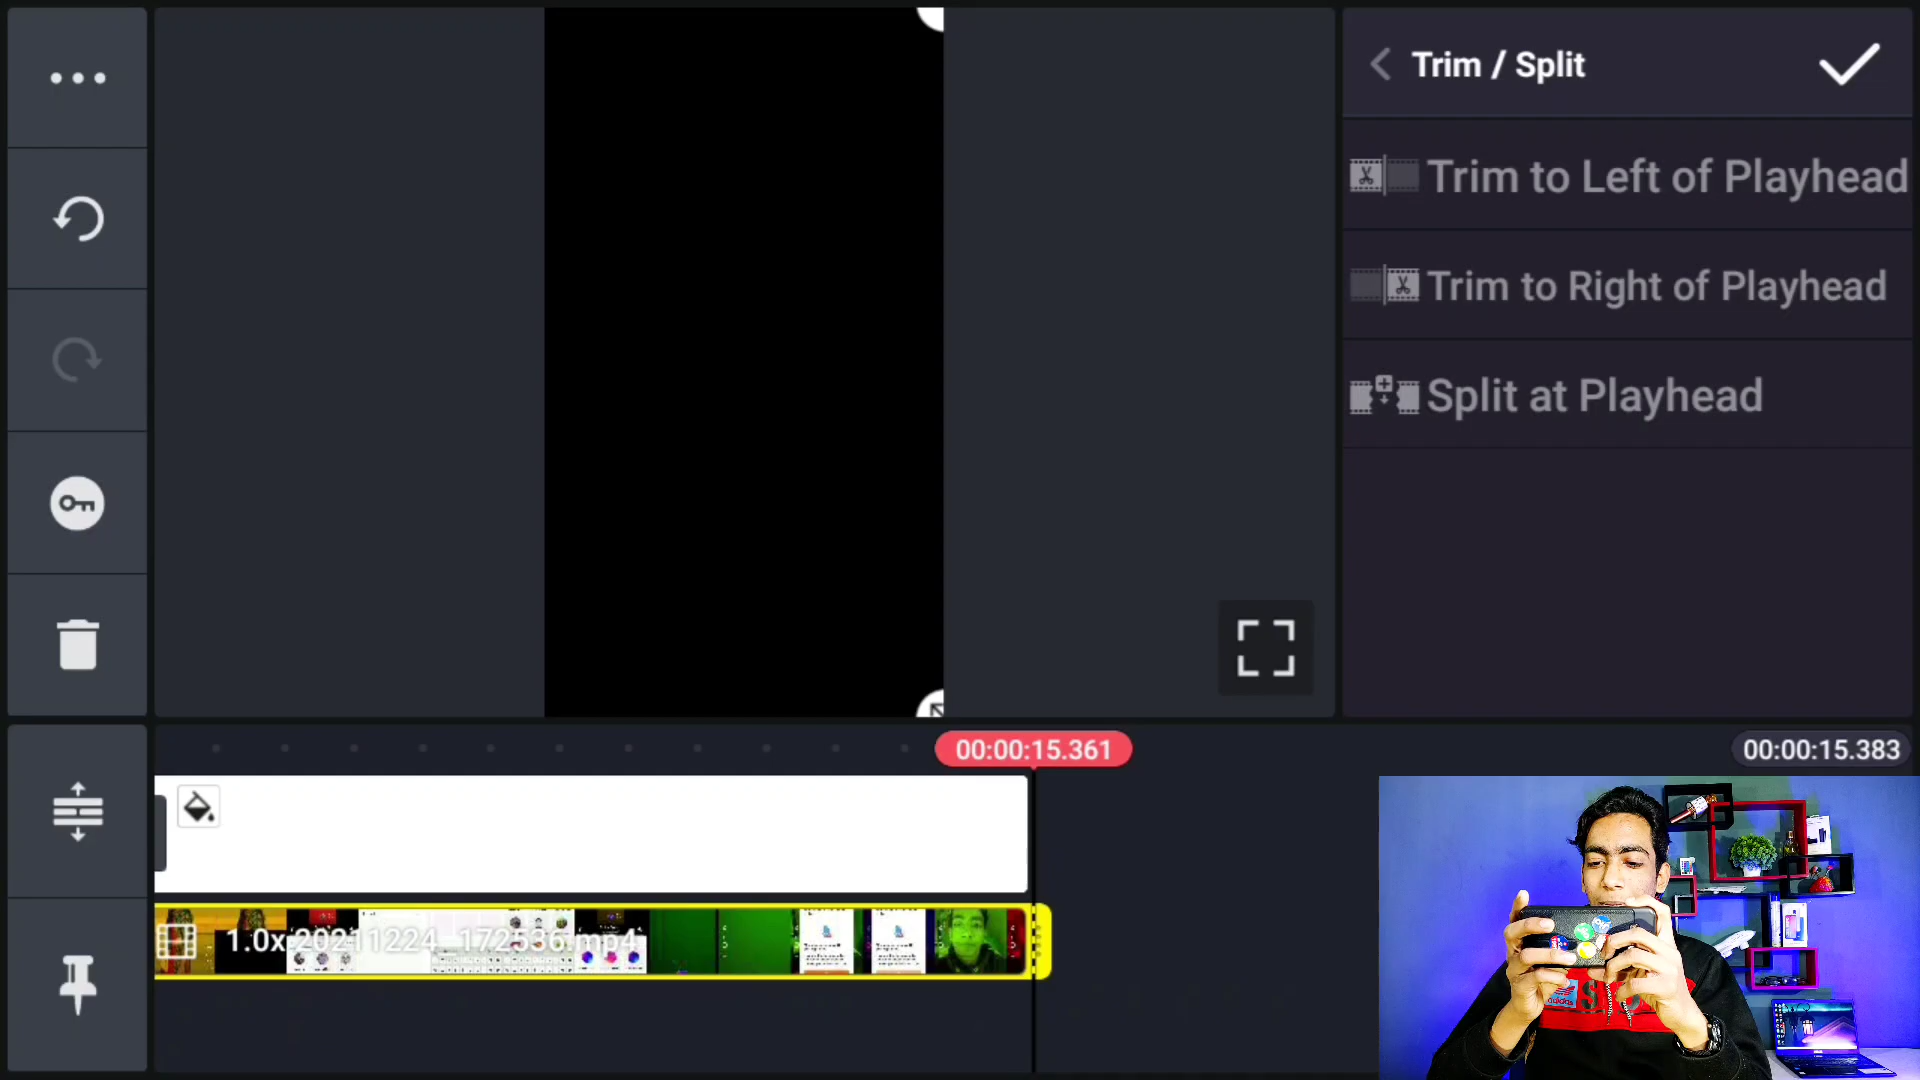 Trim / Split
Trim to Left of Playhead
Trim to Right of Playhead
Split at Playhead
00:00:15.361
00:00:15.383
1.0x 20211224_172536.mp4
adidas